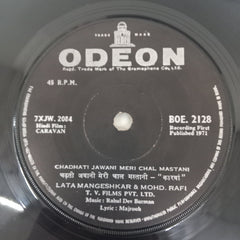 TRADE MARK
ODEON
Regd. Trade Mark of The Gramophone Co., Ltd.
45 R.P.M.
7XJW. 2084
BOE. 2128
Hindi Film:
CARAVAN
Recording First
Published 1971
CHADHATI JAWANI MERI CHAL MASTANI
चढ़ती जवानी मेरी चाल मस्तानी - "कारवां"
LATA MANGESHKAR & MOHD. RAFI
T. V. FILMS PVT. LTD.
Music : Rahul Dev Burman
Lyric : Majrooh